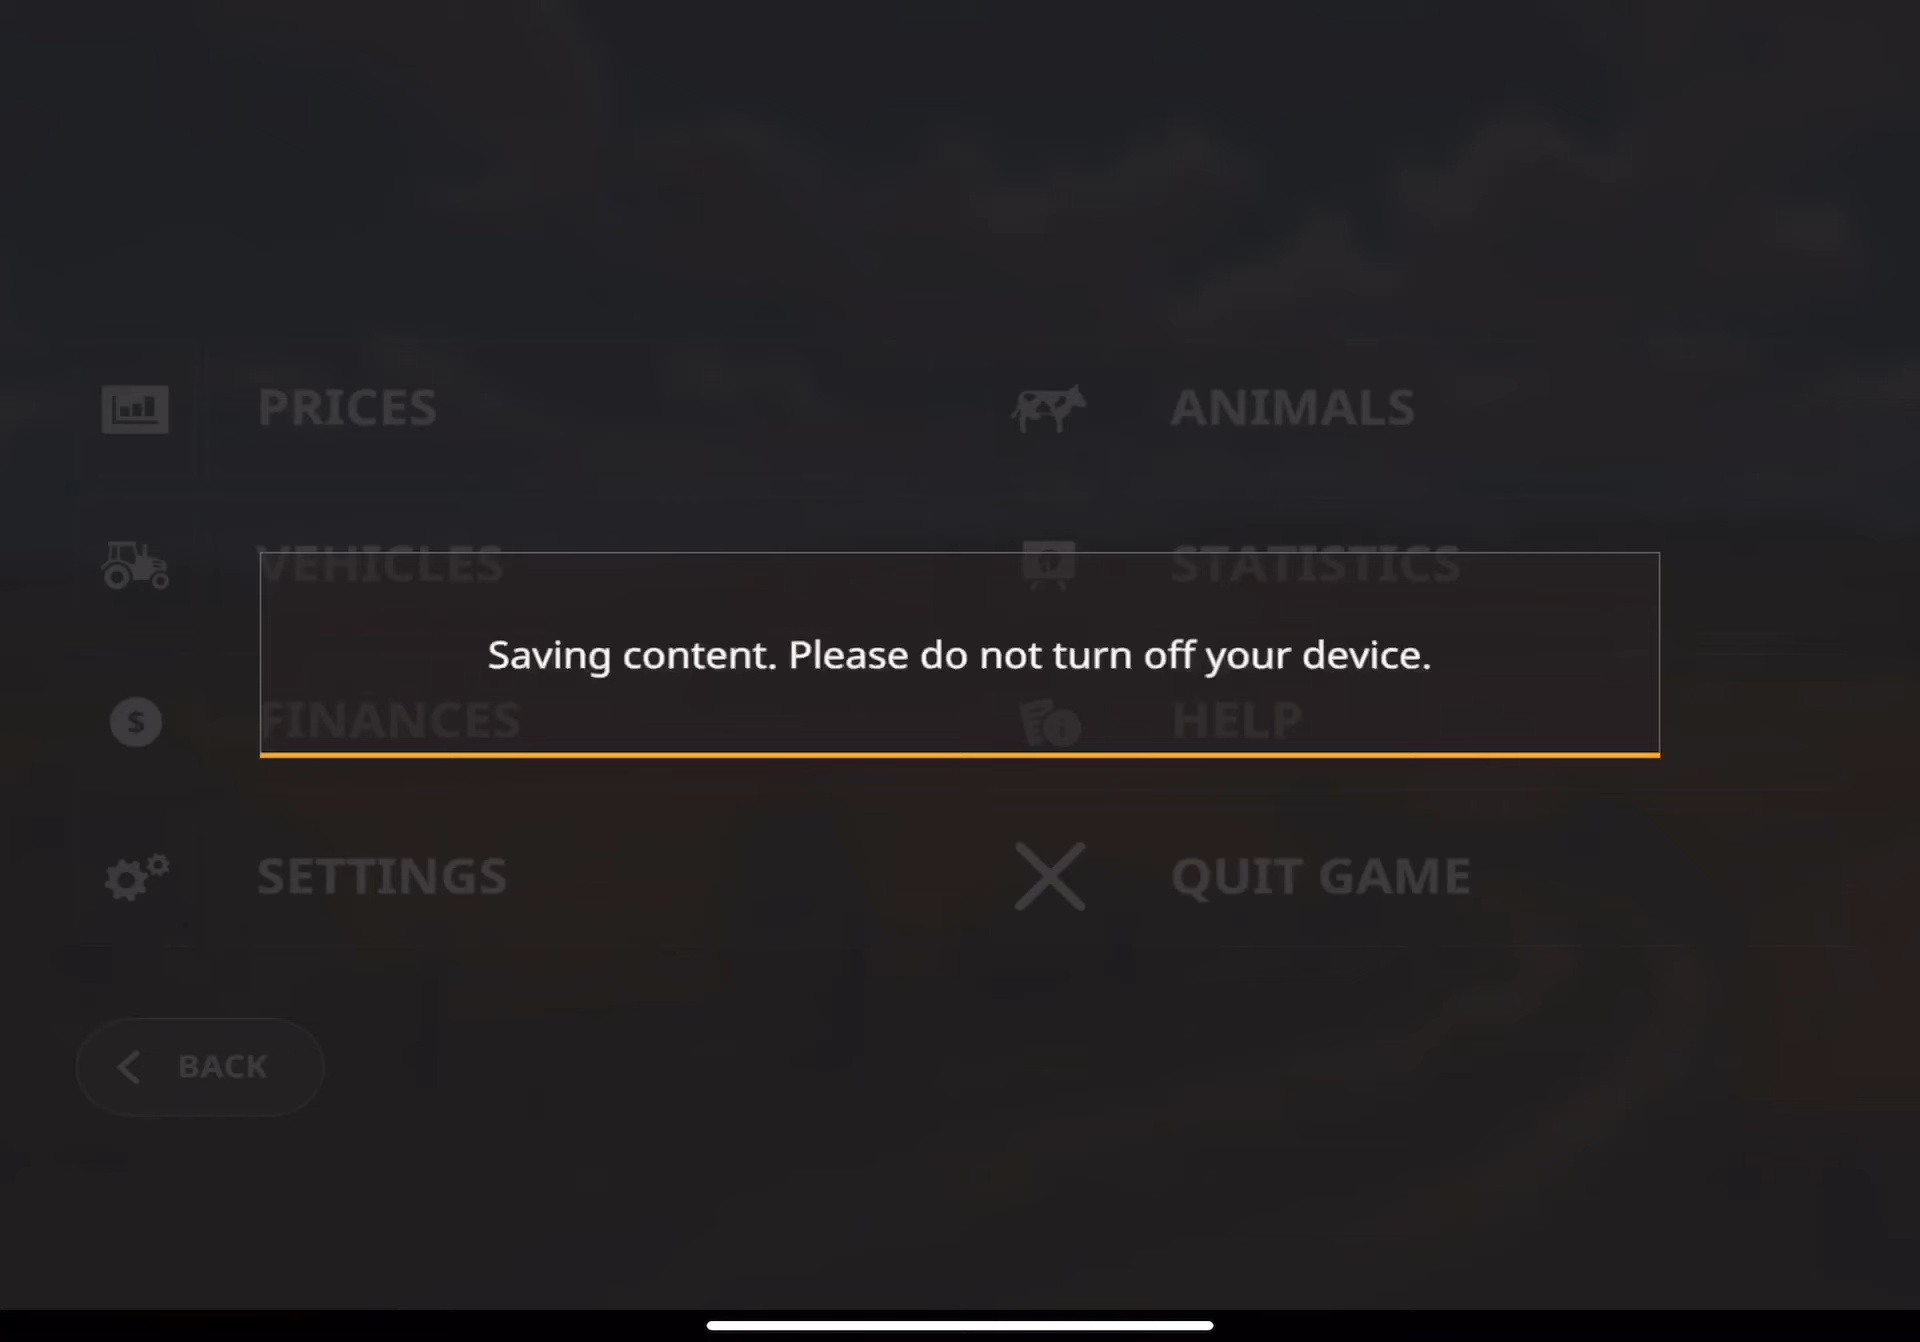 PRICES
ANIMALS
VEHICLES
STATISTICS
Saving content. Please do not turn off your device.
$ FINANCES
HELP
SETTINGS
QUIT GAME
BACK